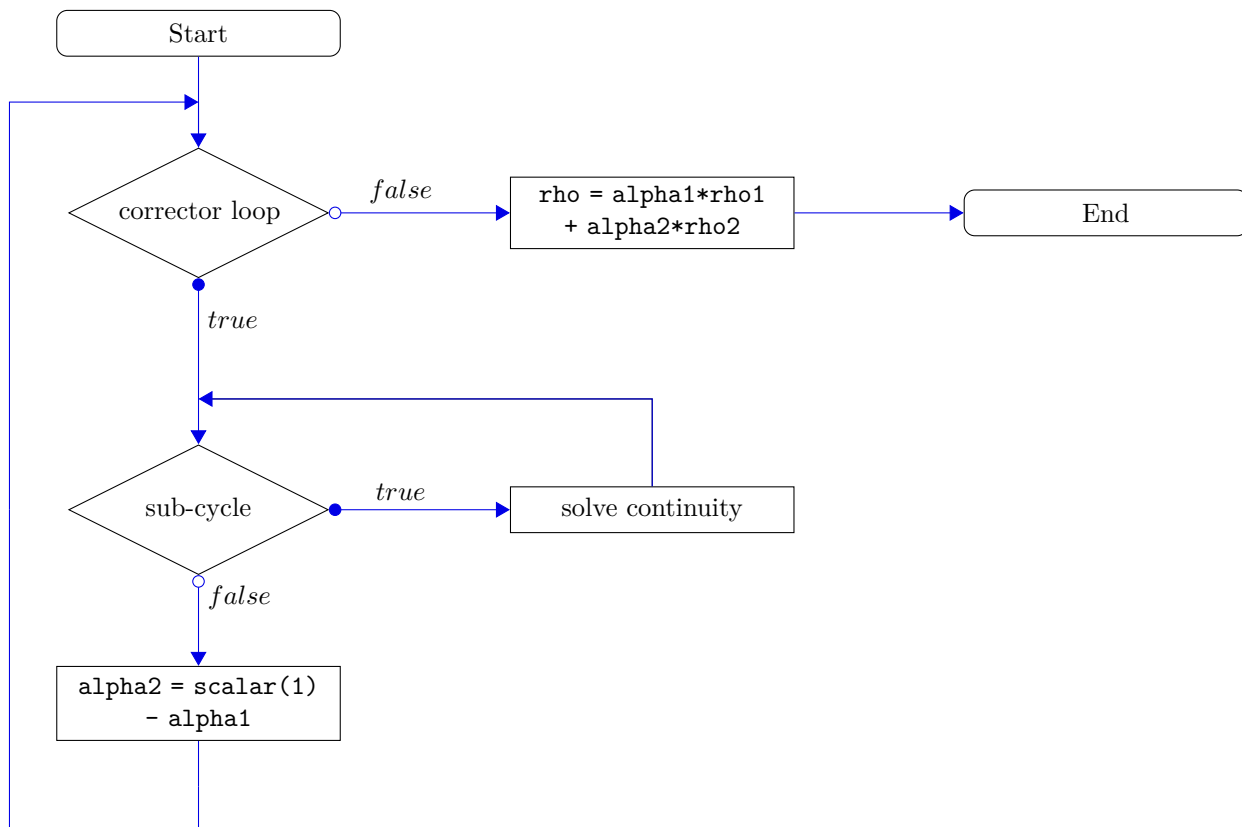 Start
corrector loop
false
rho = alpha1*rho1
+ alpha2*rho2
End
true
sub-cycle
true
solve continuity
false
alpha2 = scalar(1)
- alpha1